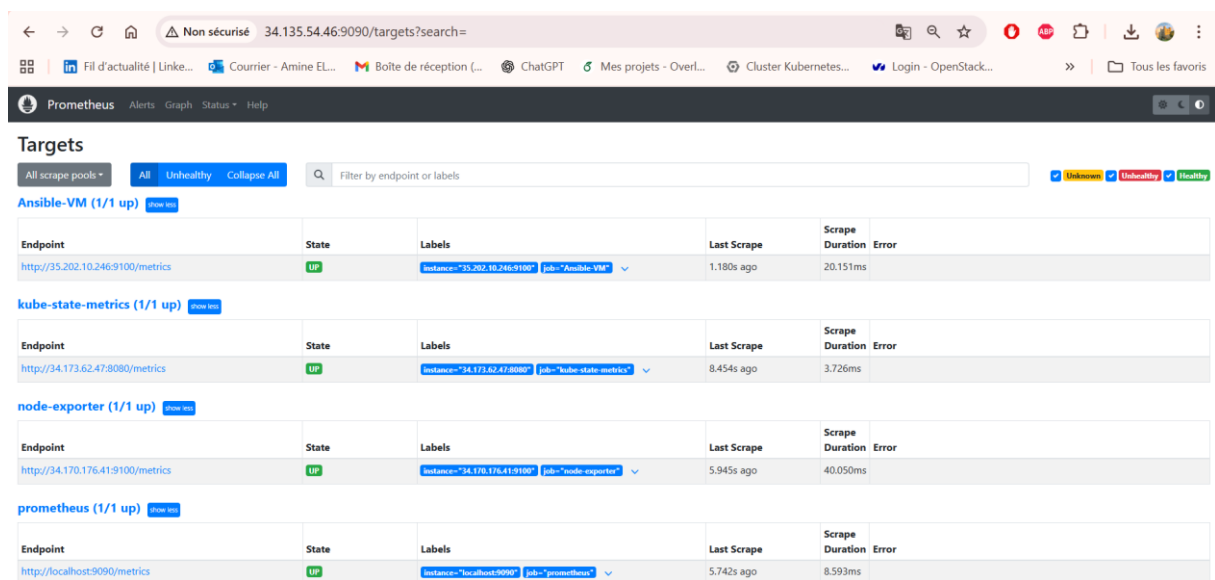 Non sécurisé 34.135.54.46:9090/targets?search=
Fil d'actualité | Linke... Courrier - Amine EL... Boîte de réception (... ChatGPT Mes projets - Overl... Cluster Kubernetes... Login - OpenStack... » Tous les favoris
Prometheus Alerts Graph Status Help
Targets
All scrape pools All Unhealthy Collapse All Filter by endpoint or labels Unknown Unhealthy Healthy
Ansible-VM (1/1 up) show less
Endpoint State Labels Last Scrape Scrape Duration Error
http://35.202.10.246:9100/metrics UP instance="35.202.10.246:9100" job="Ansible-VM" 1.180s ago 20.151ms
kube-state-metrics (1/1 up) show less
Endpoint State Labels Last Scrape Scrape Duration Error
http://34.173.62.47:8080/metrics UP instance="34.173.62.47:8080" job="kube-state-metrics" 8.454s ago 3.726ms
node-exporter (1/1 up) show less
Endpoint State Labels Last Scrape Scrape Duration Error
http://34.170.176.41:9100/metrics UP instance="34.170.176.41:9100" job="node-exporter" 5.945s ago 40.050ms
prometheus (1/1 up) show less
Endpoint State Labels Last Scrape Scrape Duration Error
http://localhost:9090/metrics UP instance="localhost:9090" job="prometheus" 5.742s ago 8.593ms